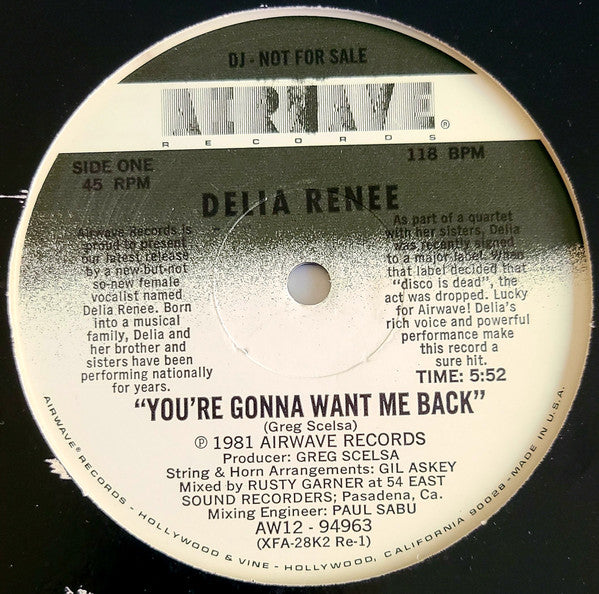 DJ - NOT FOR SALE
AIRWAVE®
RECORDS
SIDE ONE
45 RPM
118 BPM
DELIA RENEE
Airwave Records is
proud to present
our latest release
by a new-but-not
so-new female
vocalist named
Delia Renee. Born
into a musical
family, Delia and
her brother and
sisters have been
performing nationally
for years.
As part of a quartet
with her sisters, Delia
was recently signed
to a major label. When
that label decided that
"disco is dead", the
act was dropped. Lucky
for Airwave! Delia's
rich voice and powerful
performance make
this record a
sure hit.
TIME: 5:52
"YOU'RE GONNA WANT ME BACK"
(Greg Scelsa)
℗ 1981 AIRWAVE RECORDS
Producer: GREG SCELSA
String & Horn Arrangements: GIL ASKEY
Mixed by RUSTY GARNER at 54 EAST
SOUND RECORDERS; Pasadena, Ca.
Mixing Engineer: PAUL SABU
AW12 - 94963
(XFA-28K2 Re-1)
AIRWAVE® RECORDS - HOLLYWOOD & VINE - HOLLYWOOD, CALIFORNIA 90028 - MADE IN U.S.A.